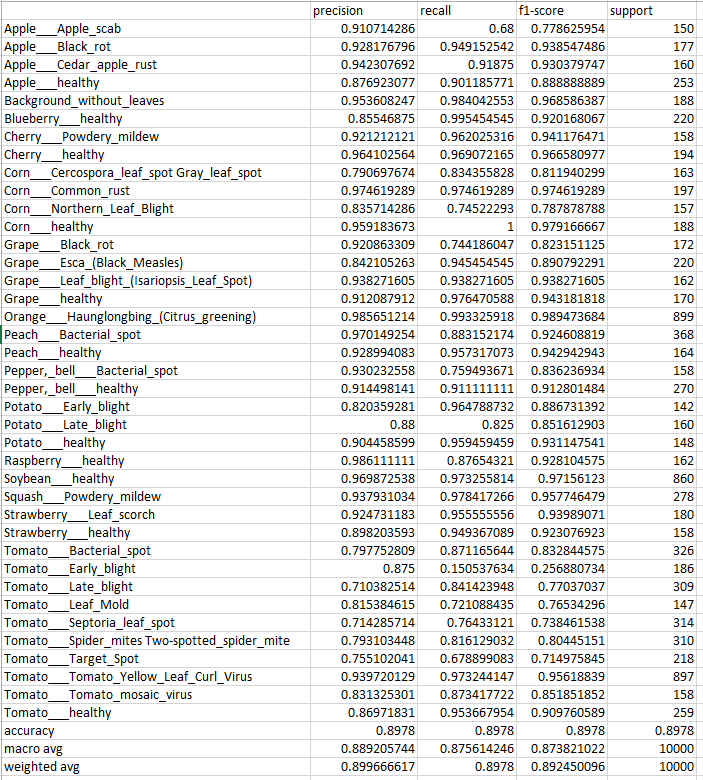 precision recall f1-score support
Apple___Apple_scab 0.910714286 0.68 0.778625954 150
Apple___Black_rot 0.928176796 0.949152542 0.938547486 177
Apple___Cedar_apple_rust 0.942307692 0.91875 0.930379747 160
Apple___healthy 0.876923077 0.901185771 0.888888889 253
Background_without_leaves 0.953608247 0.984042553 0.968586387 188
Blueberry___healthy 0.85546875 0.995454545 0.920168067 220
Cherry___Powdery_mildew 0.921212121 0.962025316 0.941176471 158
Cherry___healthy 0.964102564 0.969072165 0.966580977 194
Corn___Cercospora_leaf_spot Gray_leaf_spot 0.790697674 0.834355828 0.811940299 163
Corn___Common_rust 0.974619289 0.974619289 0.974619289 197
Corn___Northern_Leaf_Blight 0.835714286 0.74522293 0.787878788 157
Corn___healthy 0.959183673 1 0.979166667 188
Grape___Black_rot 0.920863309 0.744186047 0.823151125 172
Grape___Esca_(Black_Measles) 0.842105263 0.945454545 0.890792291 220
Grape___Leaf_blight_(Isariopsis_Leaf_Spot) 0.938271605 0.938271605 0.938271605 162
Grape___healthy 0.912087912 0.976470588 0.943181818 170
Orange___Haunglongbing_(Citrus_greening) 0.985651214 0.993325918 0.989473684 899
Peach___Bacterial_spot 0.970149254 0.883152174 0.924608819 368
Peach___healthy 0.928994083 0.957317073 0.942942943 164
Pepper,_bell___Bacterial_spot 0.930232558 0.759493671 0.836236934 158
Pepper,_bell___healthy 0.914498141 0.911111111 0.912801484 270
Potato___Early_blight 0.820359281 0.964788732 0.886731392 142
Potato___Late_blight 0.88 0.825 0.851612903 160
Potato___healthy 0.904458599 0.959459459 0.931147541 148
Raspberry___healthy 0.986111111 0.87654321 0.928104575 162
Soybean___healthy 0.969872538 0.973255814 0.97156123 860
Squash___Powdery_mildew 0.937931034 0.978417266 0.957746479 278
Strawberry___Leaf_scorch 0.924731183 0.955555556 0.93989071 180
Strawberry___healthy 0.898203593 0.949367089 0.923076923 158
Tomato___Bacterial_spot 0.797752809 0.871165644 0.832844575 326
Tomato___Early_blight 0.875 0.150537634 0.256880734 186
Tomato___Late_blight 0.710382514 0.841423948 0.77037037 309
Tomato___Leaf_Mold 0.815384615 0.721088435 0.76534296 147
Tomato___Septoria_leaf_spot 0.714285714 0.76433121 0.738461538 314
Tomato___Spider_mites Two-spotted_spider_mite 0.793103448 0.816129032 0.80445151 310
Tomato___Target_Spot 0.755102041 0.678899083 0.714975845 218
Tomato___Tomato_Yellow_Leaf_Curl_Virus 0.939720129 0.973244147 0.95618839 897
Tomato___Tomato_mosaic_virus 0.831325301 0.873417722 0.851851852 158
Tomato___healthy 0.86971831 0.953667954 0.909760589 259
accuracy 0.8978 0.8978 0.8978 0.8978
macro avg 0.889205744 0.875614246 0.873821022 10000
weighted avg 0.899666617 0.8978 0.892450096 10000